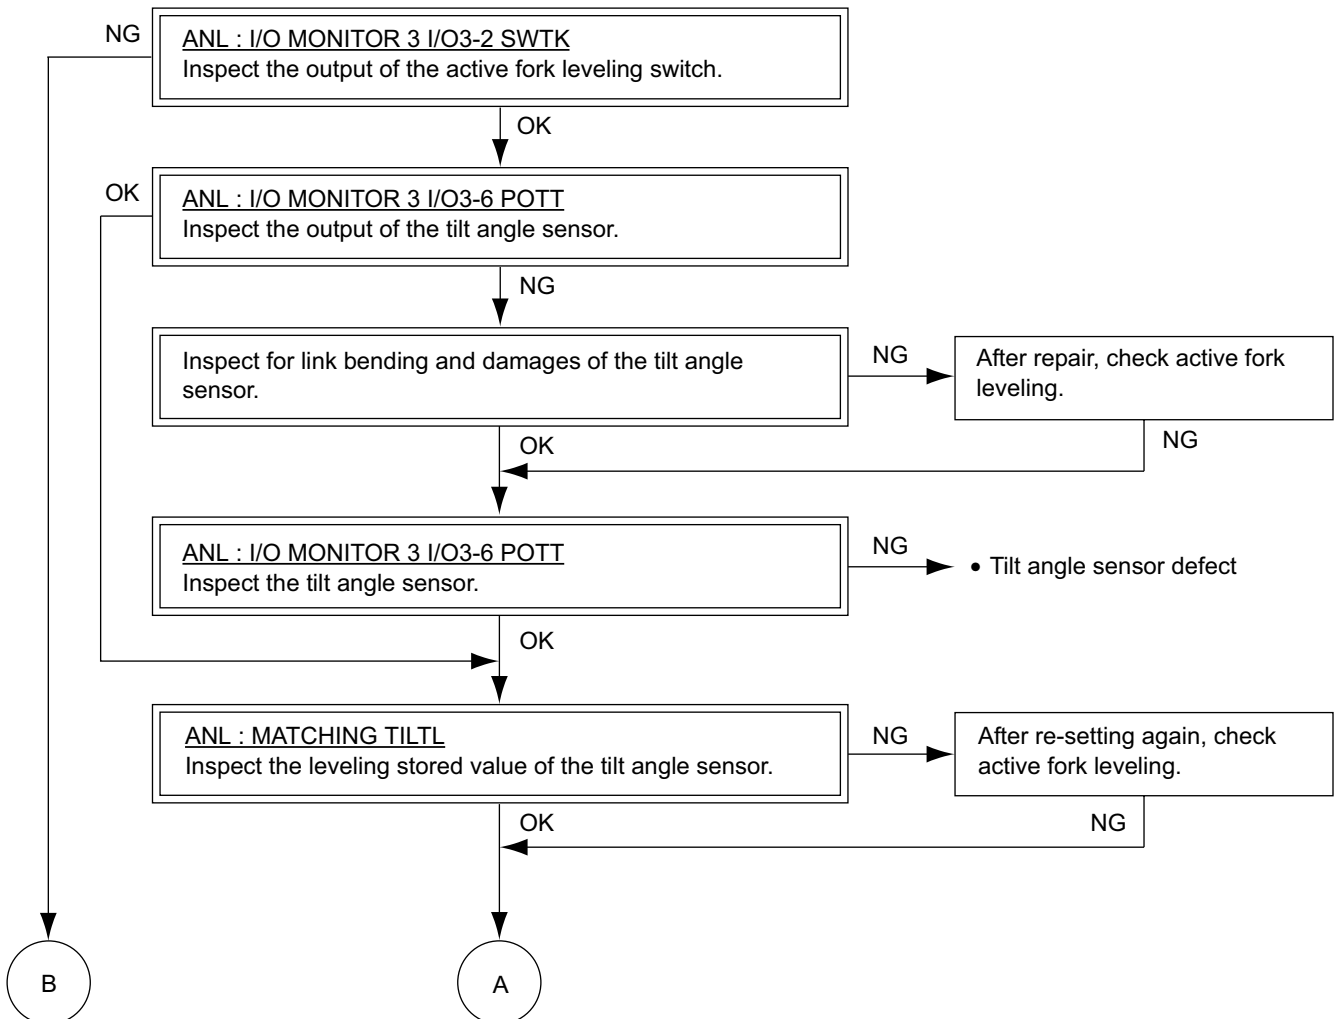 NG
ANL : I/O MONITOR 3 I/O3-2 SWTK
Inspect the output of the active fork leveling switch.
OK
OK
ANL : I/O MONITOR 3 I/O3-6 POTT
Inspect the output of the tilt angle sensor.
NG
Inspect for link bending and damages of the tilt angle
sensor.
NG
After repair, check active fork
leveling.
OK
NG
ANL : I/O MONITOR 3 I/O3-6 POTT
Inspect the tilt angle sensor.
NG
• Tilt angle sensor defect
OK
ANL : MATCHING TILTL
Inspect the leveling stored value of the tilt angle sensor.
NG
After re-setting again, check
active fork leveling.
OK
NG
B
A